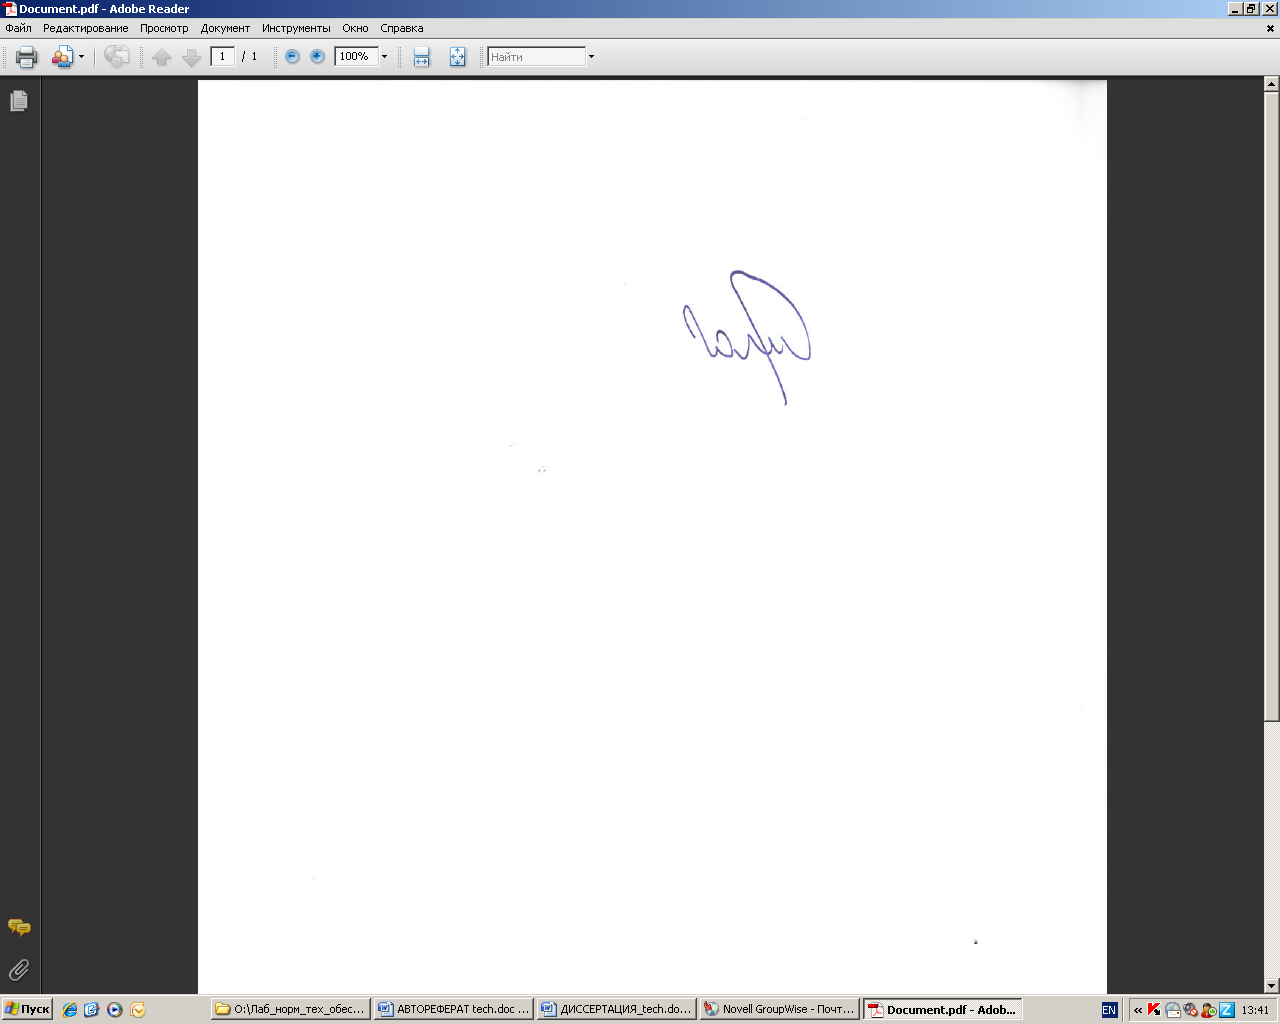 Document.pdf - Adobe Reader
Файл Редактирование Просмотр Документ Инструменты Окно Справка
1 / 1 100% Найти
Пуск O:\Лаб_норм_тех_обес... АВТОРЕФЕРАТ tech.doc ... ДИССЕРТАЦИЯ_tech.do... Novell GroupWise - Почт... Document.pdf - Adob... EN « 13:41